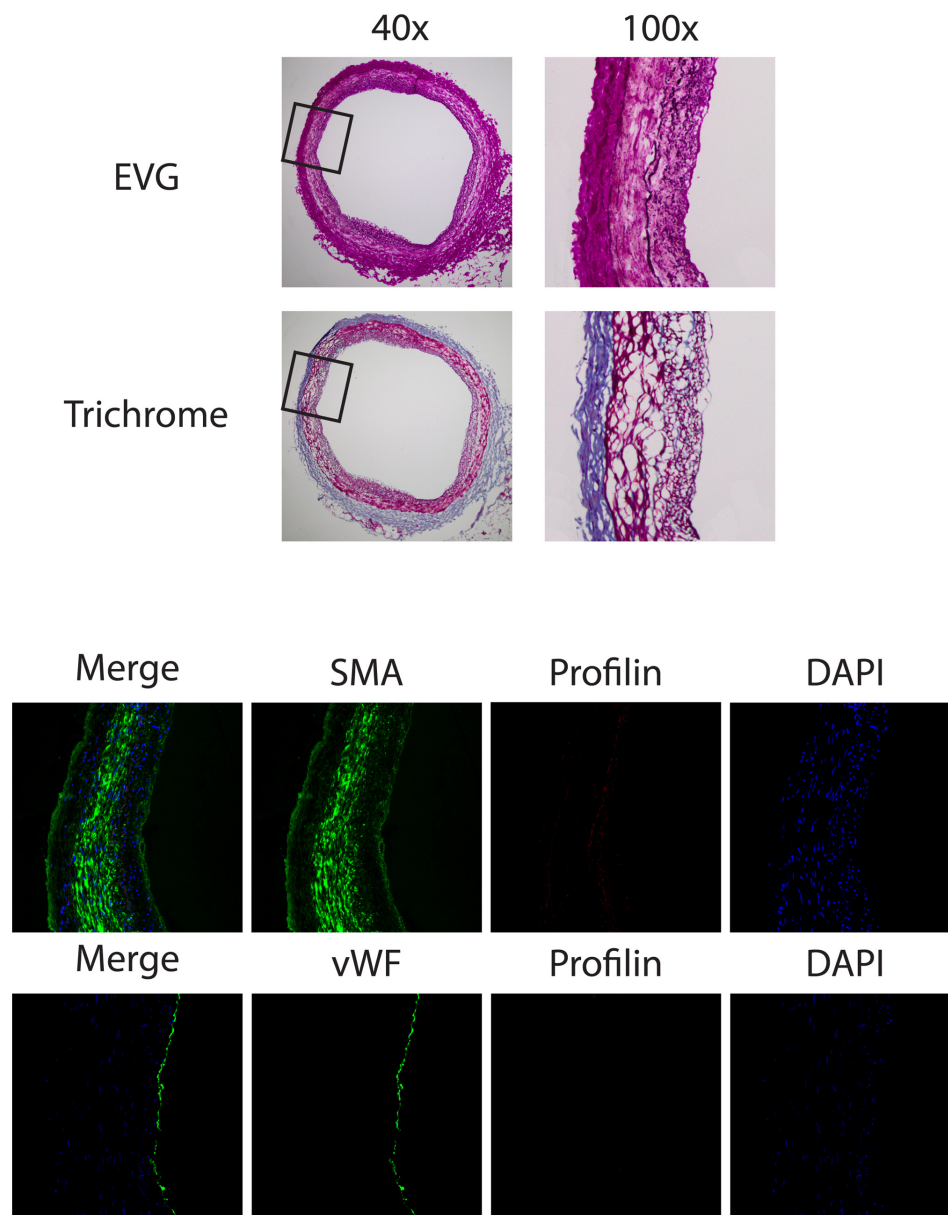 40x 100x
EVG
Trichrome
Merge SMA Profilin DAPI
Merge vWF Profilin DAPI